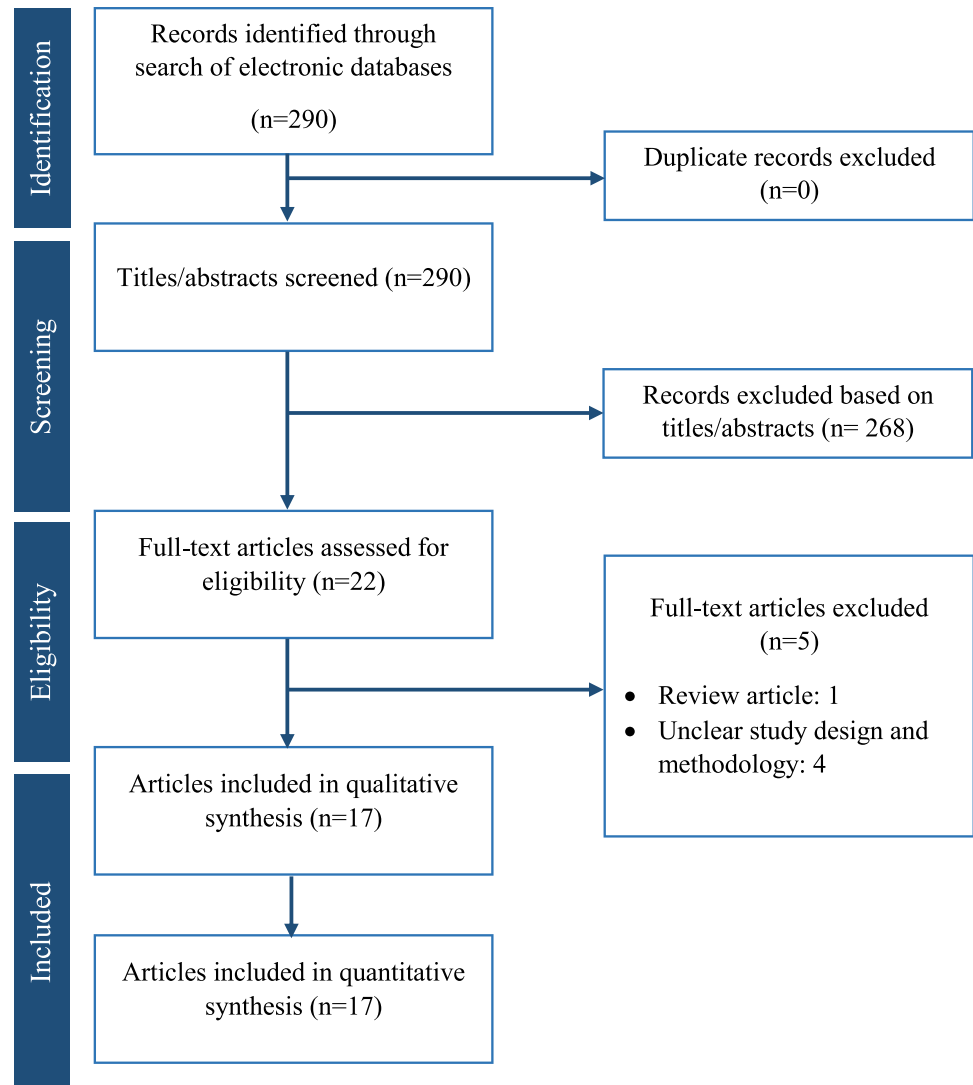 Identification
Records identified through
search of electronic databases
(n=290)
Duplicate records excluded
(n=0)
Screening
Titles/abstracts screened (n=290)
Records excluded based on
titles/abstracts (n= 268)
Eligibility
Full-text articles assessed for
eligibility (n=22)
Full-text articles excluded
(n=5)
• Review article: 1
• Unclear study design and
methodology: 4
Included
Articles included in qualitative
synthesis (n=17)
Articles included in quantitative
synthesis (n=17)